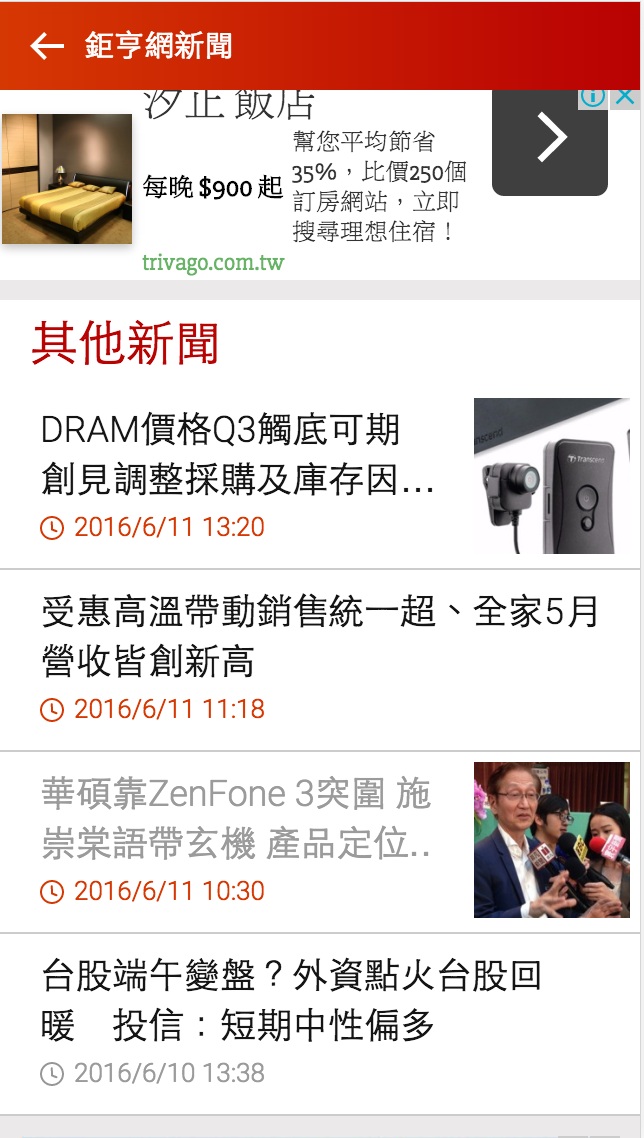 鉅亨網新聞
汐止 飯店
每晚 $900 起
幫您平均節省
35%，比價250個
訂房網站，立即
搜尋理想住宿！
trivago.com.tw
其他新聞
DRAM價格Q3觸底可期
創見調整採購及庫存因...
Transcend
2016/6/11 13:20
受惠高溫帶動銷售統一超、全家5月
營收皆創新高
2016/6/11 11:18
華碩靠ZenFone 3突圍 施
崇棠語帶玄機 產品定位..
2016/6/11 10:30
台股端午變盤？外資點火台股回
暖　投信：短期中性偏多
2016/6/10 13:38